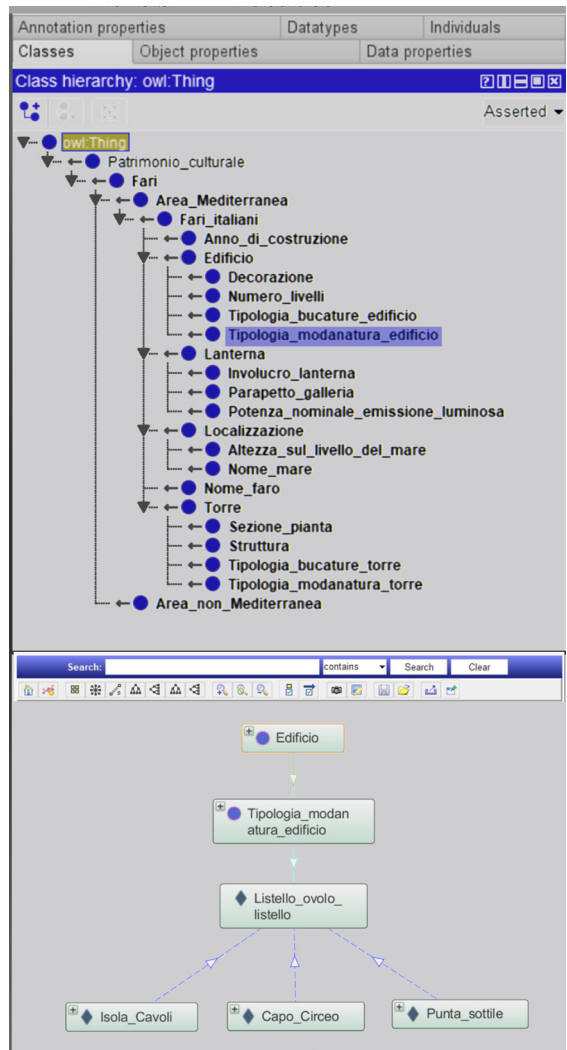 Annotation properties Datatypes Individuals
Classes Object properties Data properties
Class hierarchy: owl:Thing
Asserted
owl:Thing
Patrimonio_culturale
Fari
Area_Mediterranea
Fari_italiani
Anno_di_costruzione
Edificio
Decorazione
Numero_livelli
Tipologia_bucature_edificio
Tipologia_modanatura_edificio
Lanterna
Involucro_lanterna
Parapetto_galleria
Potenza_nominale_emissione_luminosa
Localizzazione
Altezza_sul_livello_del_mare
Nome_mare
Nome_faro
Torre
Sezione_pianta
Struttura
Tipologia_bucature_torre
Tipologia_modanatura_torre
Area_non_Mediterranea
Search: contains Search Clear
Edificio
Tipologia_modan
atura_edificio
Listello_ovolo_
listello
Isola_Cavoli Capo_Circeo Punta_sottile